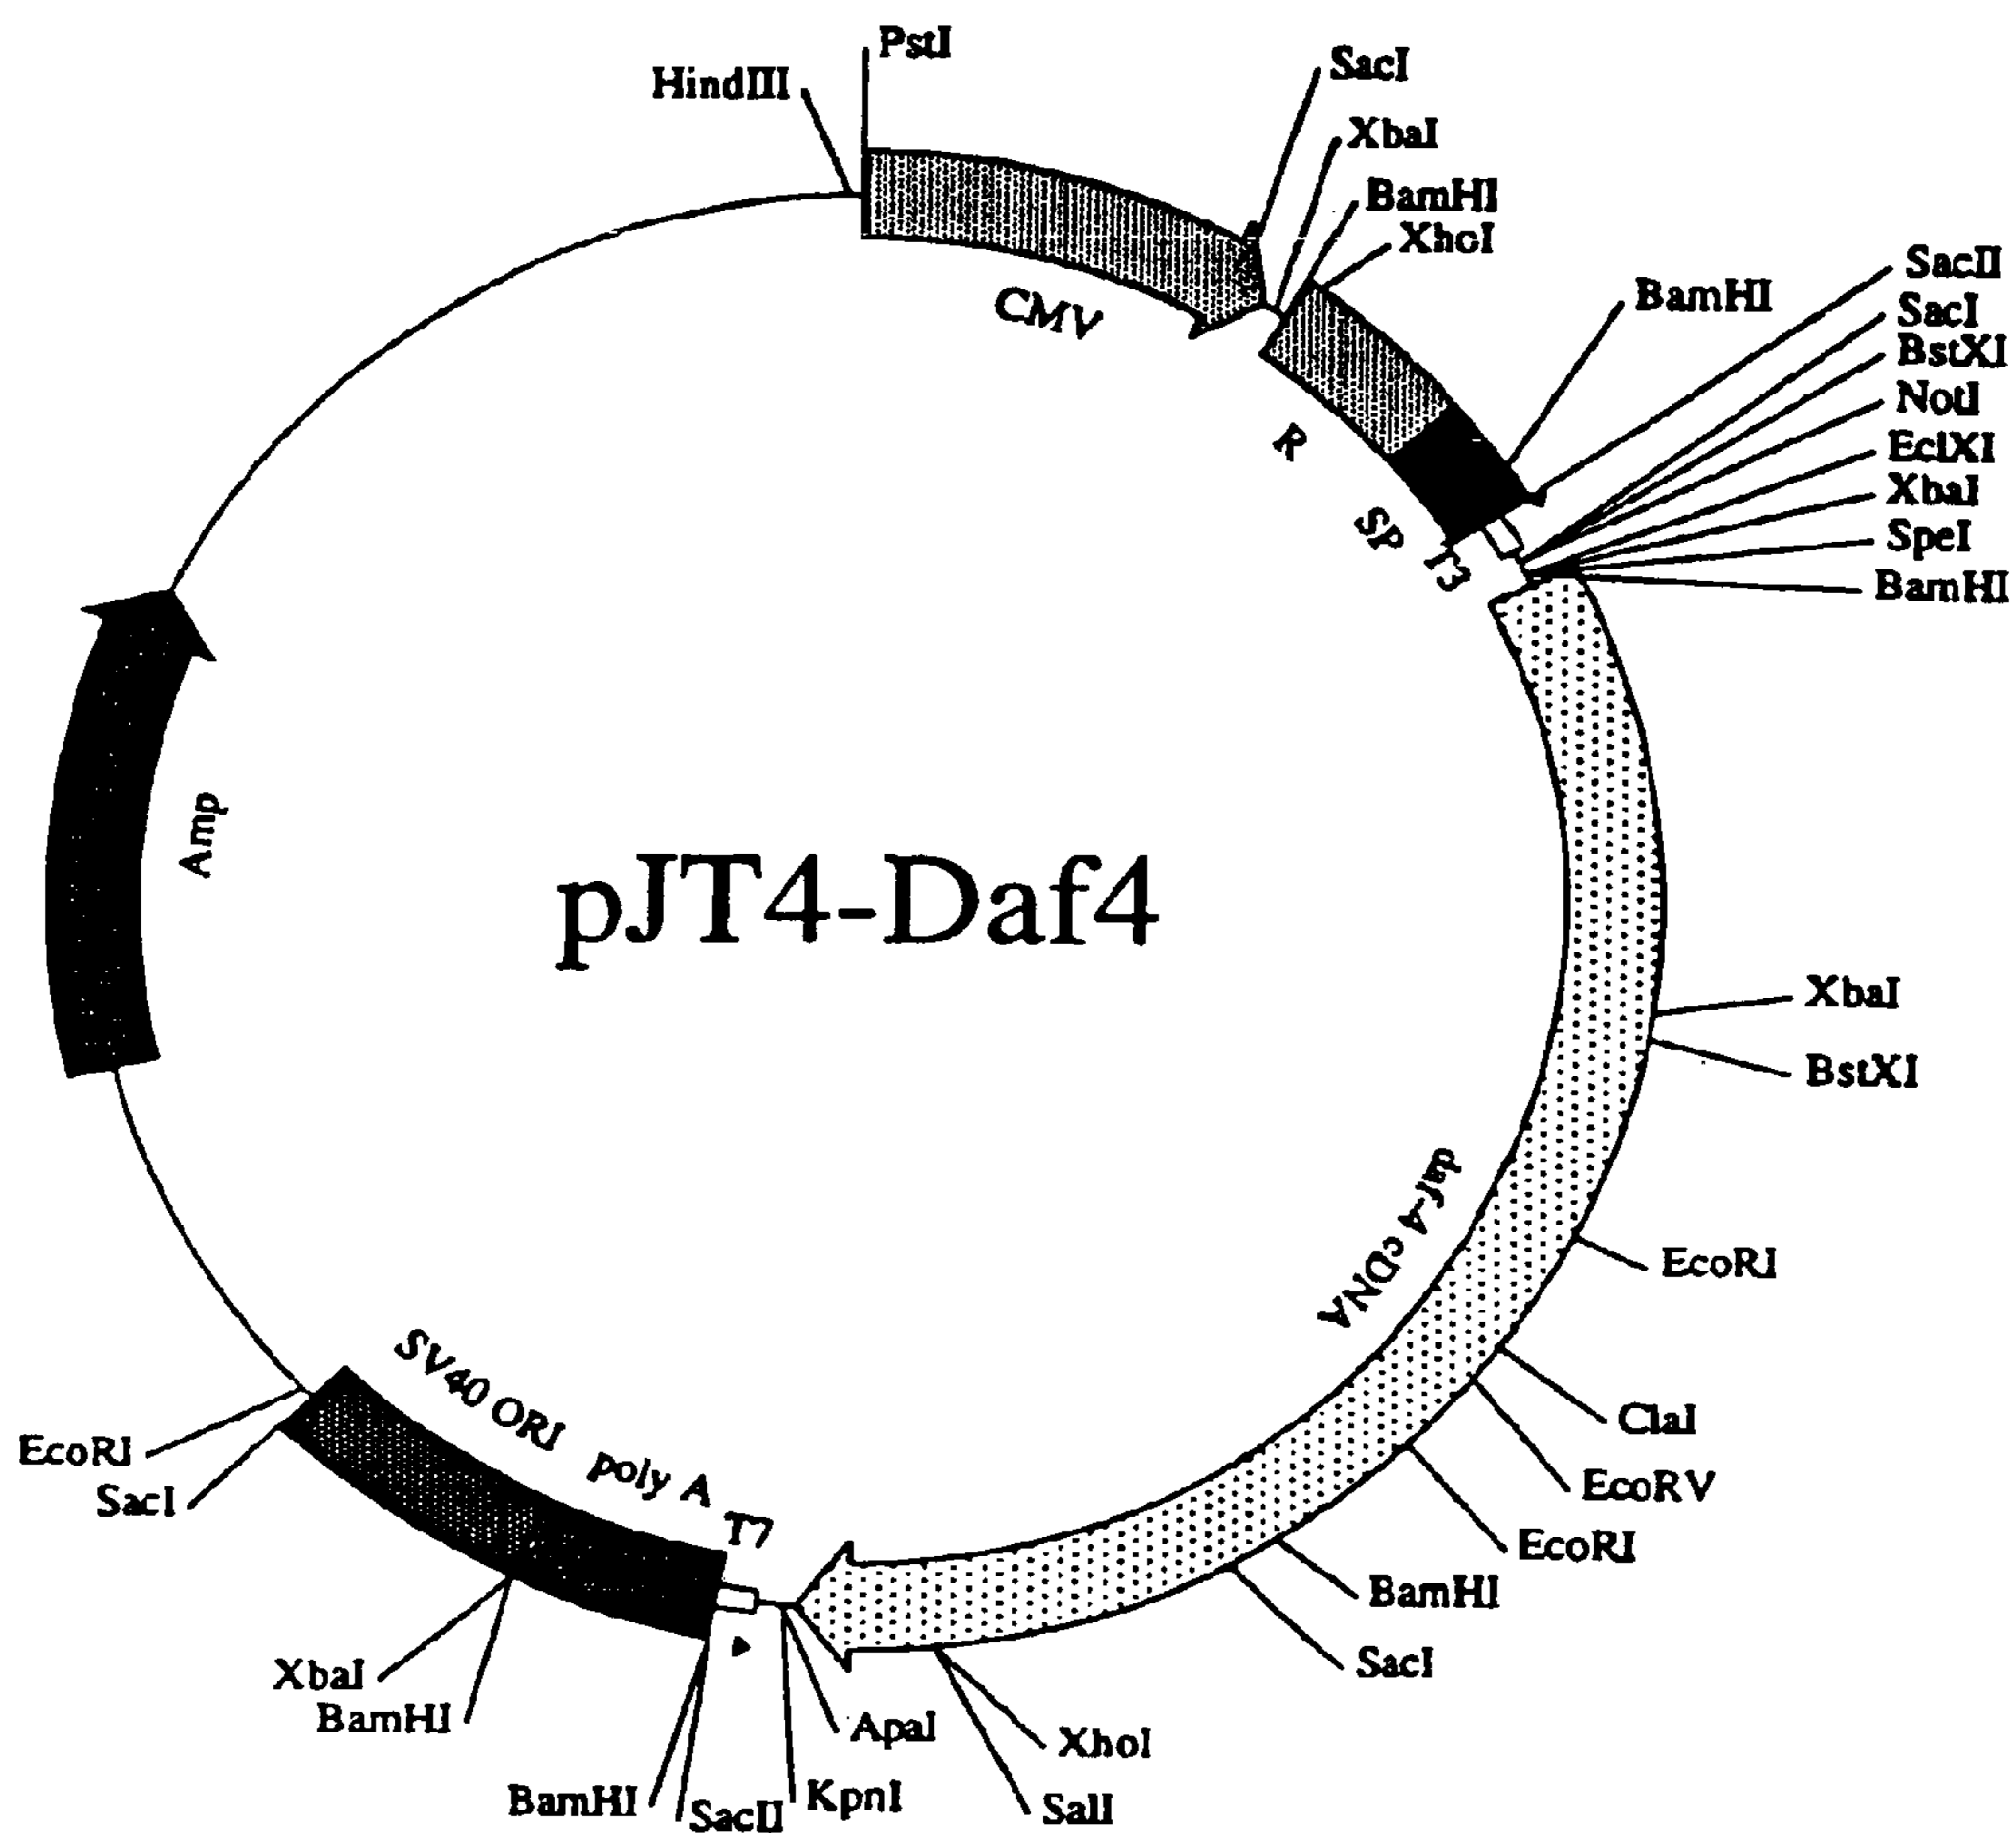 PstI
HindIII
SacI
XbaI
BamHI
XhoI
BamHI
SacII
SacI
BstXI
NotI
EclXI
XbaI
SpeI
BamHI
CMV
R
SP
T3
Amp
pJT4-Daf4
XbaI
BstXI
daf-4 cDNA
EcoRI
ClaI
EcoRV
EcoRI
BamHI
SacI
XhoI
SalI
ApaI
KpnI
SacII
BamHI
T7
SV40 ORI poly A
BamHI
XbaI
SacI
EcoRI